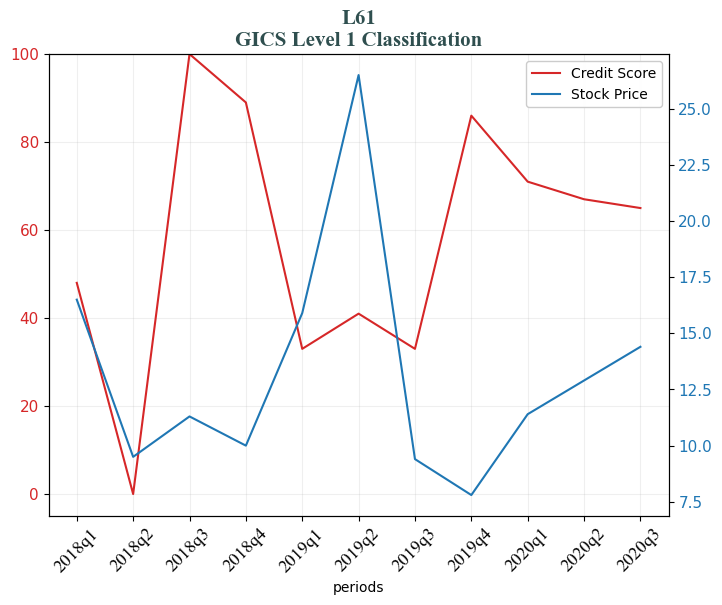 L61
GICS Level 1 Classification
Credit Score
Stock Price
100
80
60
40
20
0
25.0
22.5
20.0
17.5
15.0
12.5
10.0
7.5
2018q1
2018q2
2018q3
2018q4
2019q1
2019q2
2019q3
2019q4
2020q1
2020q2
2020q3
periods